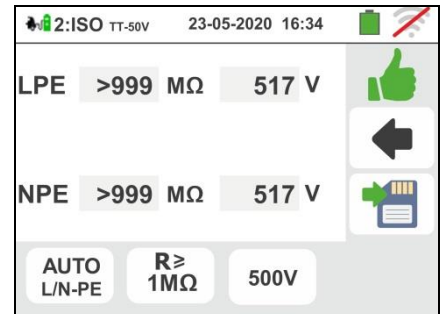 2:ISO TT-50V 23-05-2020 16:34
LPE >999 MΩ 517 V
NPE >999 MΩ 517 V
AUTO L/N-PE
R≥ 1MΩ
500V